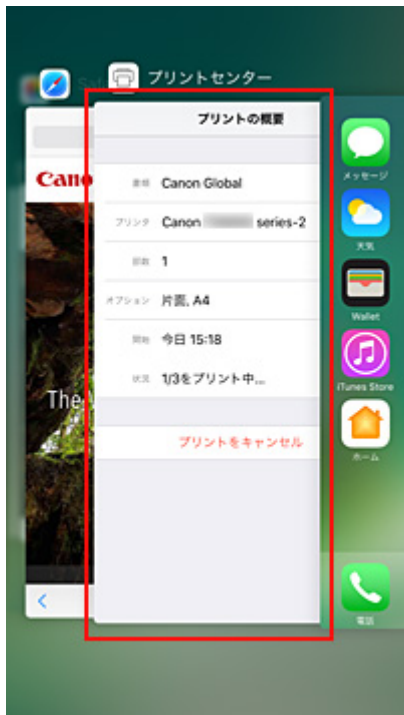 プリントセンター
プリントの概要
Cano
書類 Canon Global
プリンタ Canon series-2
部数 1
オプション 片面, A4
開始 今日 15:18
状況 1/3をプリント中...
プリントをキャンセル
The
メッセージ
天気
Wallet
iTunes Store
ホーム
電話